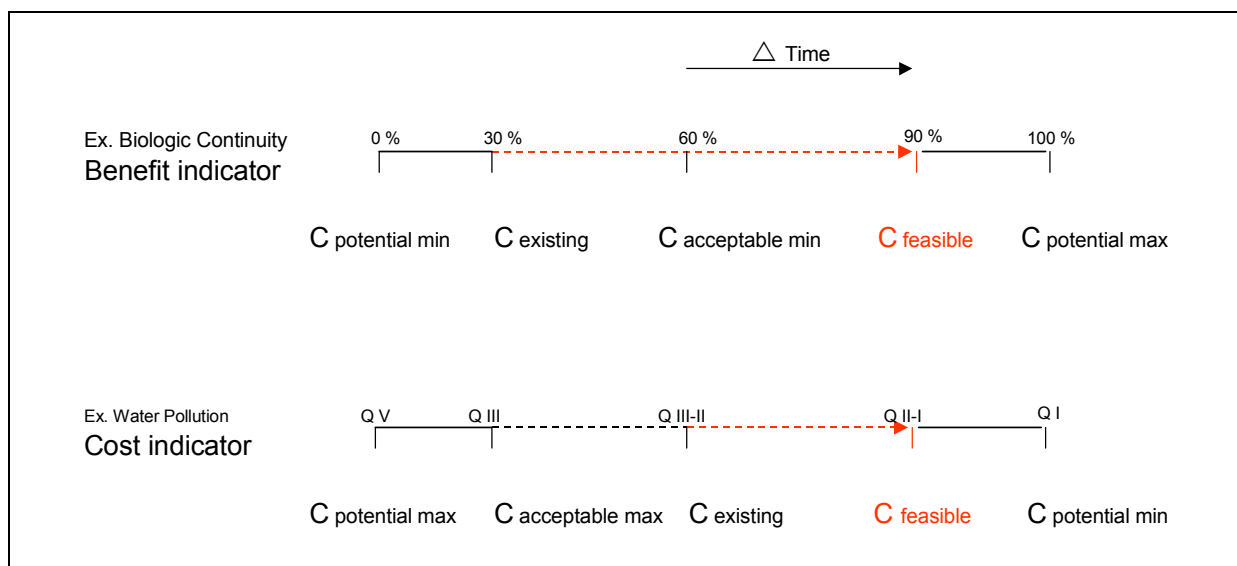 △ Time
Ex. Biologic Continuity
Benefit indicator
0 % 30 % 60 % 90 % 100 %
C potential min C existing C acceptable min C feasible C potential max
Ex. Water Pollution
Cost indicator
Q V Q III Q III-II Q II-I Q I
C potential max C acceptable max C existing C feasible C potential min